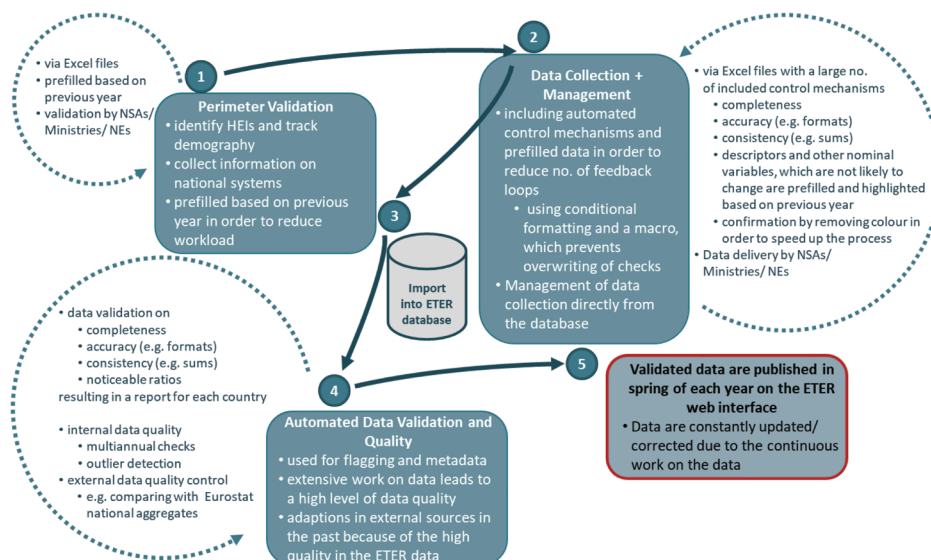 1
• via Excel files
• prefilled based on
previous year
• validation by NSAs/
Ministries/ NEs
Perimeter Validation
• identify HEIs and track
demography
• collect information on
national systems
• prefilled based on previous
year in order to reduce
workload
2
Data Collection +
Management
• including automated
control mechanisms and
prefilled data in order to
reduce no. of feedback
loops
• using conditional
formatting and a macro,
which prevents
overwriting of checks
• Management of data
collection directly from
the database
• via Excel files with a large no.
of included control mechanisms
• completeness
• accuracy (e.g. formats)
• consistency (e.g. sums)
• descriptors and other nominal
variables, which are not likely to
change are prefilled and highlighted
based on previous year
• confirmation by removing colour in
order to speed up the process
• Data delivery by NSAs/
Ministries/ NEs
3
Import
into ETER
database
• data validation on
• completeness
• accuracy (e.g. formats)
• consistency (e.g. sums)
• noticeable ratios
resulting in a report for each country
• internal data quality
• multiannual checks
• outlier detection
• external data quality control
• e.g. comparing with Eurostat
national aggregates
4
Automated Data Validation and
Quality
• used for flagging and metadata
• extensive work on data leads to
a high level of data quality
• adaptions in external sources in
the past because of the high
quality in the ETER data
5
Validated data are published in
spring of each year on the ETER
web interface
• Data are constantly updated/
corrected due to the continuous
work on the data